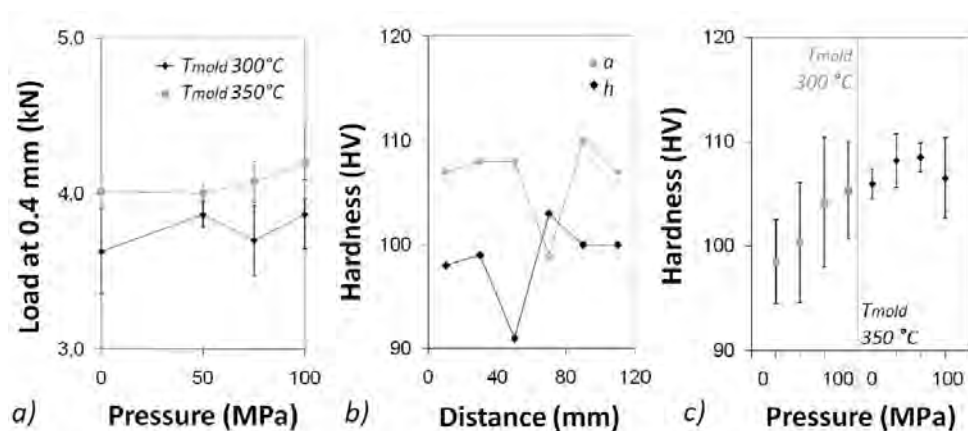 5.0
4.0
3.0
Load at 0.4 mm (kN)
Tmold 300°C
Tmold 350°C
0
50
100
a)
Pressure (MPa)
120
110
100
90
Hardness (HV)
a
h
0
40
80
120
b)
Distance (mm)
120
110
100
90
Hardness (HV)
Tmold
300 °C
Tmold
350 °C
0
100
0
100
c)
Pressure (MPa)